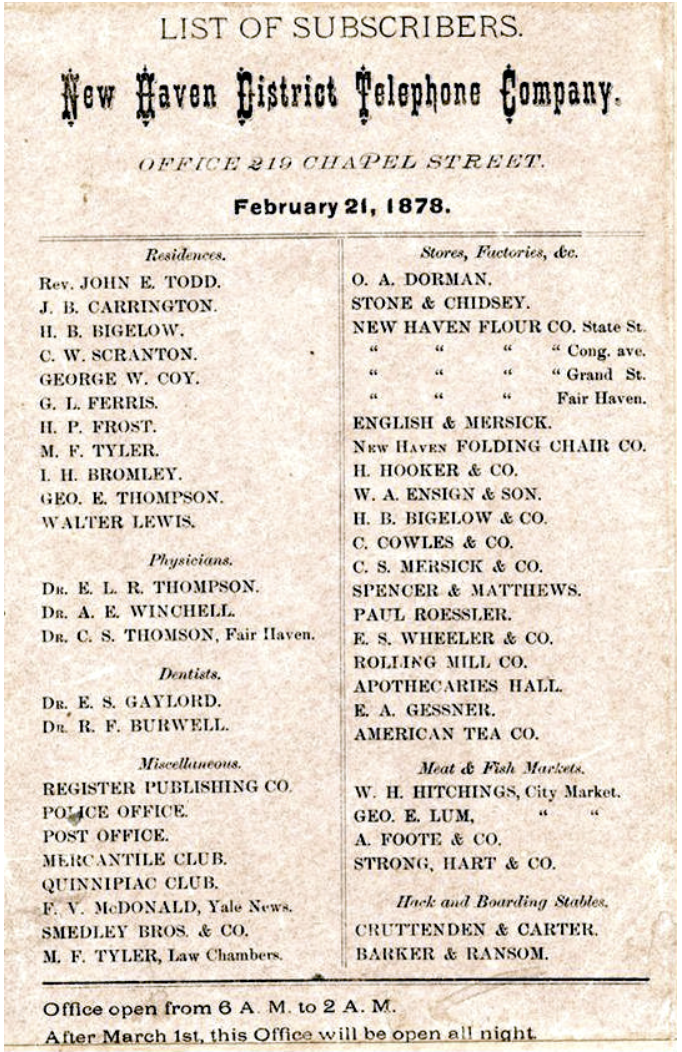 LIST OF SUBSCRIBERS.
New Haven District Telephone Company.
OFFICE 219 CHAPEL STREET.
February 21, 1878.
Residences.
Rev. JOHN E. TODD.
J. B. CARRINGTON.
H. B. BIGELOW.
C. W. SCRANTON.
GEORGE W. COY.
G. L. FERRIS.
H. P. FROST.
M. F. TYLER.
I. H. BROMLEY.
GEO. E. THOMPSON.
WALTER LEWIS.
Physicians.
DR. E. L. R. THOMPSON.
DR. A. E. WINCHELL.
DR. C. S. THOMSON, Fair Haven.
Dentists.
DR. E. S. GAYLORD.
DR. R. F. BURWELL.
Miscellaneous.
REGISTER PUBLISHING CO.
POLICE OFFICE.
POST OFFICE.
MERCANTILE CLUB.
QUINNIPIAC CLUB.
F. V. McDONALD, Yale News.
SMEDLEY BROS. & CO.
M. F. TYLER, Law Chambers.
Stores, Factories, &c.
O. A. DORMAN.
STONE & CHIDSEY.
NEW HAVEN FLOUR CO. State St.
“ “ “ “ Cong. ave.
“ “ “ “ Grand St.
“ “ “ Fair Haven.
ENGLISH & MERSICK.
NEW HAVEN FOLDING CHAIR CO.
H. HOOKER & CO.
W. A. ENSIGN & SON.
H. B. BIGELOW & CO.
C. COWLES & CO.
C. S. MERSICK & CO.
SPENCER & MATTHEWS.
PAUL ROESSLER.
E. S. WHEELER & CO.
ROLLING MILL CO.
APOTHECARIES HALL.
E. A. GESSNER.
AMERICAN TEA CO.
Meat & Fish Markets.
W. H. HITCHINGS, City Market.
GEO. E. LUM, “ “
A. FOOTE & CO.
STRONG, HART & CO.
Hack and Boarding Stables.
CRUTTENDEN & CARTER.
BARKER & RANSOM.
Office open from 6 A. M. to 2 A. M.
After March 1st, this Office will be open all night.